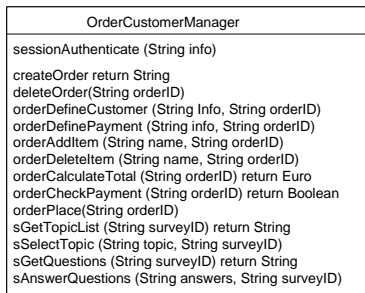 OrderCustomerManager
sessionAuthenticate (String info)
createOrder return String
deleteOrder(String orderID)
orderDefineCustomer (String Info, String orderID)
orderDefinePayment (String info, String orderID)
orderAddItem (String name, String orderID)
orderDeleteItem (String name, String orderID)
orderCalculateTotal (String orderID) return Euro
orderCheckPayment (String orderID) return Boolean
orderPlace(String orderID)
sGetTopicList (String surveyID) return String
sSelectTopic (String topic, String surveyID)
sGetQuestions (String surveyID) return String
sAnswerQuestions (String answers, String surveyID)